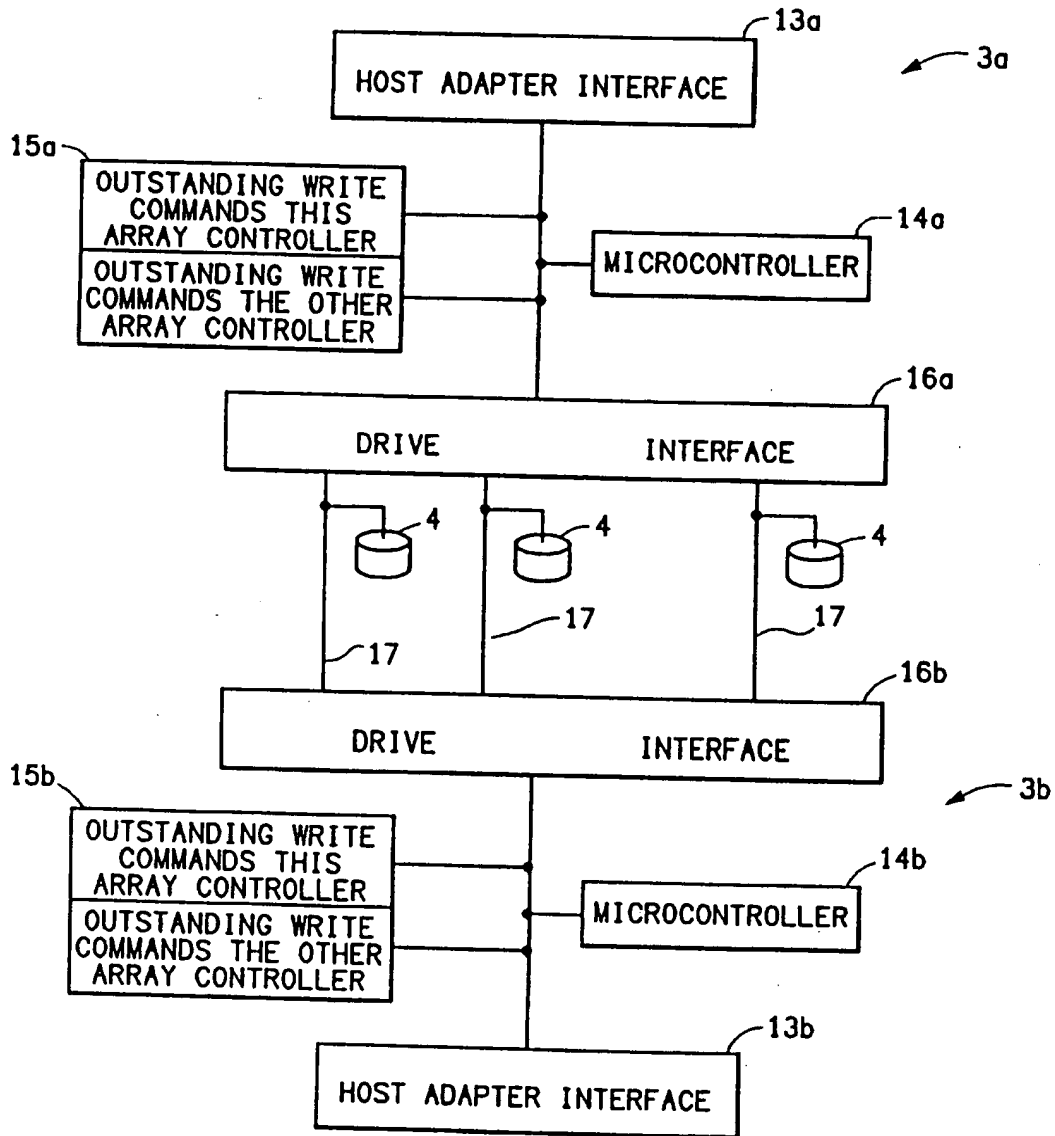 13a
3a
HOST ADAPTER INTERFACE
15a
OUTSTANDING WRITE
COMMANDS THIS
ARRAY CONTROLLER
OUTSTANDING WRITE
COMMANDS THE OTHER
ARRAY CONTROLLER
14a
MICROCONTROLLER
16a
DRIVE INTERFACE
4
4
4
17
17
17
16b
DRIVE INTERFACE
15b
3b
OUTSTANDING WRITE
COMMANDS THIS
ARRAY CONTROLLER
OUTSTANDING WRITE
COMMANDS THE OTHER
ARRAY CONTROLLER
14b
MICROCONTROLLER
13b
HOST ADAPTER INTERFACE